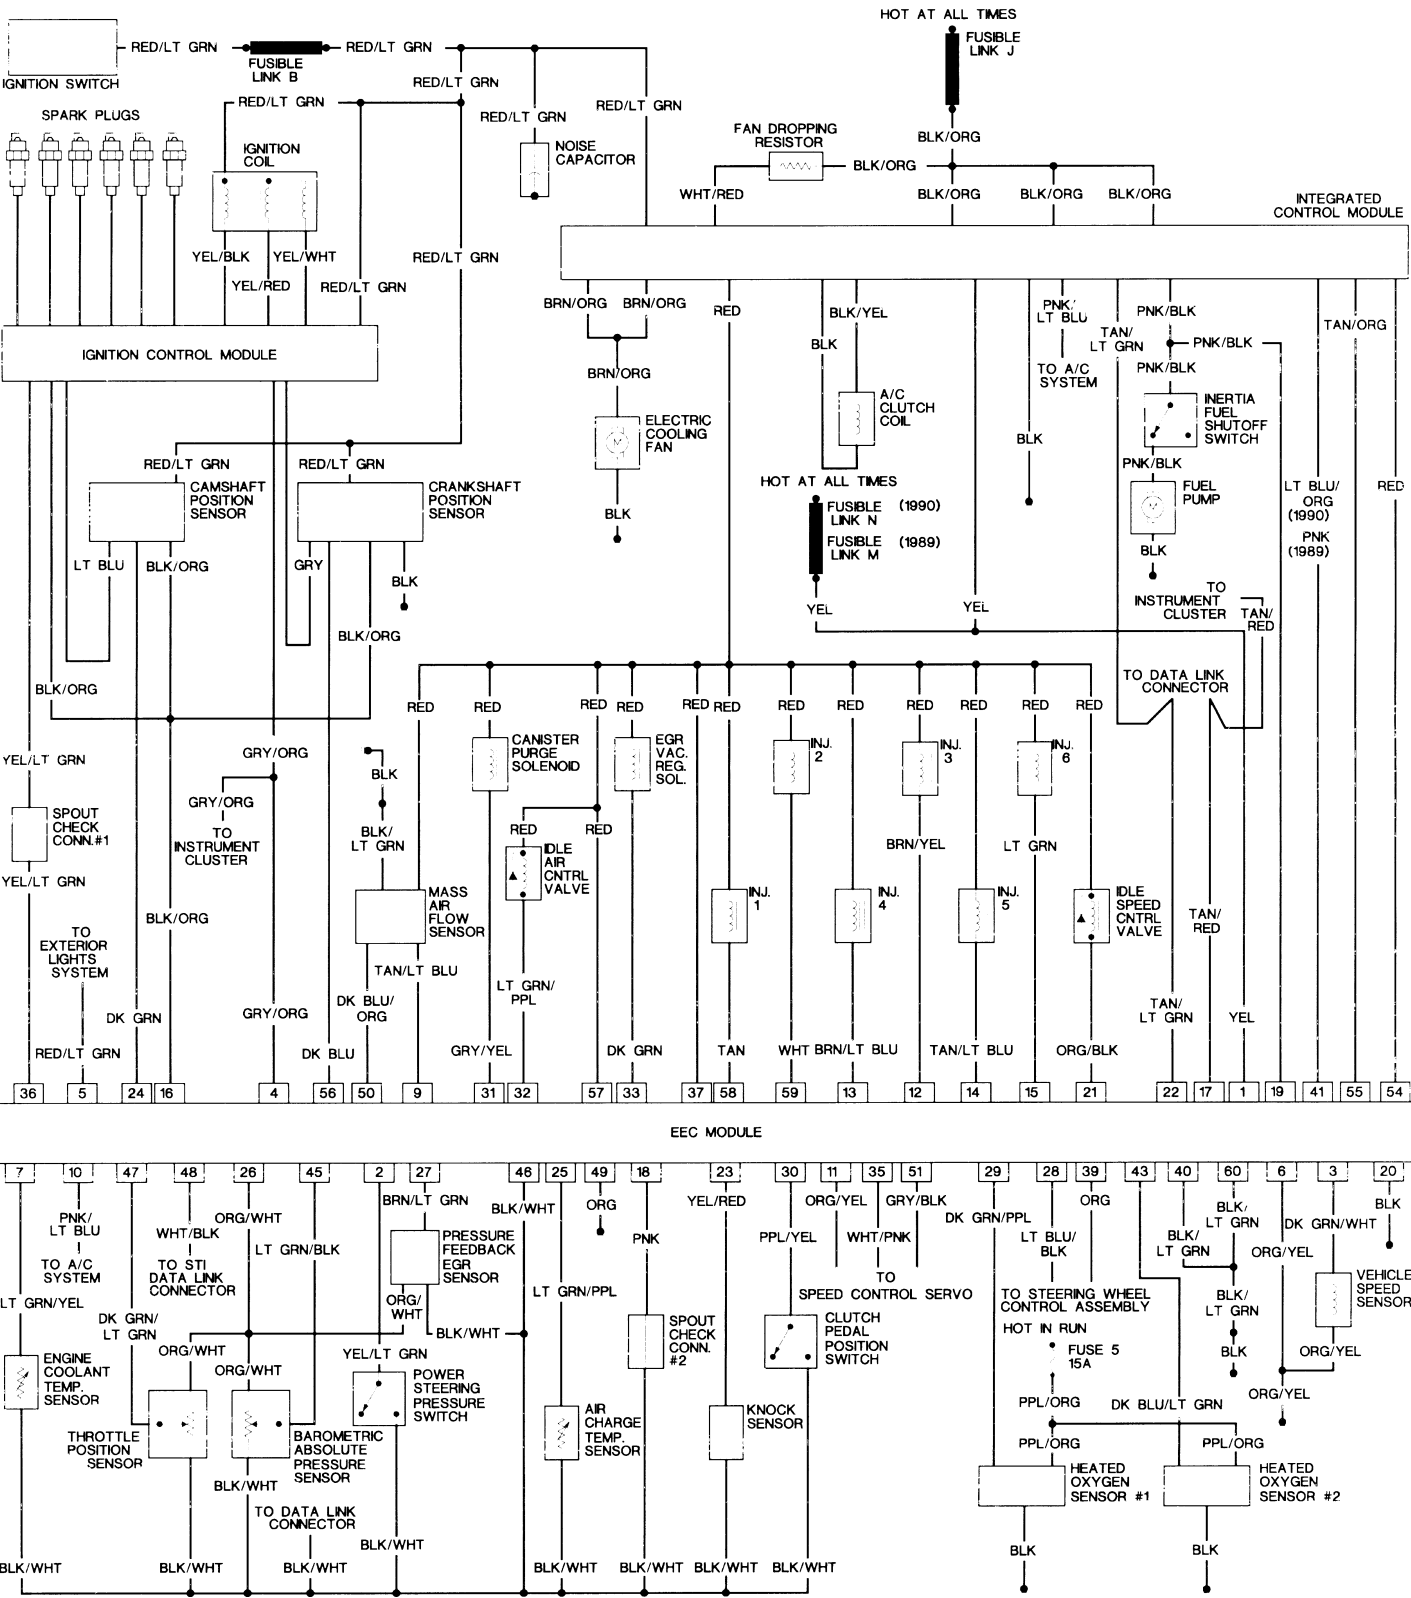 HOT AT ALL TIMES
FUSIBLE
LINK J
RED/LT GRN
RED/LT GRN
FUSIBLE
LINK B
IGNITION SWITCH
RED/LT GRN
RED/LT GRN
RED/LT GRN
RED/LT GRN
SPARK PLUGS
IGNITION
COIL
NOISE
CAPACITOR
FAN DROPPING
RESISTOR
BLK/ORG
BLK/ORG
WHT/RED
BLK/ORG
BLK/ORG
BLK/ORG
INTEGRATED
CONTROL MODULE
YEL/BLK
YEL/WHT
YEL/RED
RED/LT GRN
RED/LT GRN
IGNITION CONTROL MODULE
BRN/ORG
BRN/ORG
RED
BLK/YEL
BLK
PNK/
LT BLU
TAN/
LT GRN
PNK/BLK
PNK/BLK
PNK/BLK
TAN/ORG
BRN/ORG
TO A/C
SYSTEM
A/C
CLUTCH
COIL
INERTIA
FUEL
SHUTOFF
SWITCH
ELECTRIC
COOLING
FAN
M
BLK
BLK
PNK/BLK
RED/LT GRN
RED/LT GRN
CAMSHAFT
POSITION
SENSOR
CRANKSHAFT
POSITION
SENSOR
HOT AT ALL TIMES
FUSIBLE (1990)
LINK N
FUSIBLE (1989)
LINK M
FUEL
PUMP
M
BLK
LT BLU/
ORG
(1990)
PNK
(1989)
RED
LT BLU
BLK/ORG
GRY
BLK
BLK/ORG
YEL
YEL
TO
INSTRUMENT
CLUSTER
TAN/
RED
TO DATA LINK
CONNECTOR
BLK/ORG
RED
RED
RED
RED
RED
RED
RED
RED
RED
RED
RED
RED
YEL/LT GRN
GRY/ORG
GRY/ORG
TO
INSTRUMENT
CLUSTER
BLK
BLK/
LT GRN
CANISTER
PURGE
SOLENOID
EGR
VAC.
REG.
SOL.
INJ.
2
INJ.
3
INJ.
6
SPOUT
CHECK
CONN.#1
YEL/LT GRN
RED
RED
IDLE
AIR
CNTRL
VALVE
BRN/YEL
LT GRN
MASS
AIR
FLOW
SENSOR
INJ.
1
INJ.
4
INJ.
5
IDLE
SPEED
CNTRL
VALVE
BLK/ORG
TAN/
RED
TO
EXTERIOR
LIGHTS
SYSTEM
TAN/LT BLU
DK BLU/
ORG
LT GRN/
PPL
DK GRN
GRY/ORG
TAN/
LT GRN
YEL
RED/LT GRN
DK BLU
GRY/YEL
DK GRN
TAN
WHT
BRN/LT BLU
TAN/LT BLU
ORG/BLK
36 5 24 16 4 56 50 9 31 32 57 33 37 58 59 13 12 14 15 21 22 17 1 19 41 55 54
EEC MODULE
7 10 47 48 26 45 2 27 46 25 49 18 23 30 11 35 51 29 28 39 43 40 60 6 3 20
PNK/
LT BLU
TO A/C
SYSTEM
WHT/BLK
TO STI
DATA LINK
CONNECTOR
ORG/WHT
LT GRN/BLK
BRN/LT GRN
BLK/WHT
ORG
PNK
YEL/RED
PPL/YEL
ORG/YEL
WHT/PNK
GRY/BLK
TO
SPEED CONTROL SERVO
DK GRN/PPL
LT BLU/
BLK
ORG
TO STEERING WHEEL
CONTROL ASSEMBLY
BLK/
LT GRN
BLK/
LT GRN
BLK/
LT GRN
BLK
ORG/YEL
DK GRN/WHT
BLK
VEHICLE
SPEED
SENSOR
ORG/YEL
ORG/YEL
LT GRN/YEL
DK GRN/
LT GRN
ORG/WHT
ORG/WHT
PRESSURE
FEEDBACK
EGR
SENSOR
ORG/
WHT
BLK/WHT
LT GRN/PPL
YEL/LT GRN
SPOUT
CHECK
CONN.
#2
CLUTCH
PEDAL
POSITION
SWITCH
HOT IN RUN
FUSE 5
15A
PPL/ORG
PPL/ORG
PPL/ORG
DK BLU/LT GRN
ENGINE
COOLANT
TEMP.
SENSOR
THROTTLE
POSITION
SENSOR
BAROMETRIC
ABSOLUTE
PRESSURE
SENSOR
POWER
STEERING
PRESSURE
SWITCH
AIR
CHARGE
TEMP.
SENSOR
KNOCK
SENSOR
HEATED
OXYGEN
SENSOR #1
HEATED
OXYGEN
SENSOR #2
BLK/WHT
TO DATA LINK
CONNECTOR
BLK/WHT
BLK
BLK
BLK/WHT
BLK/WHT
BLK/WHT
BLK/WHT
BLK/WHT
BLK/WHT
BLK/WHT